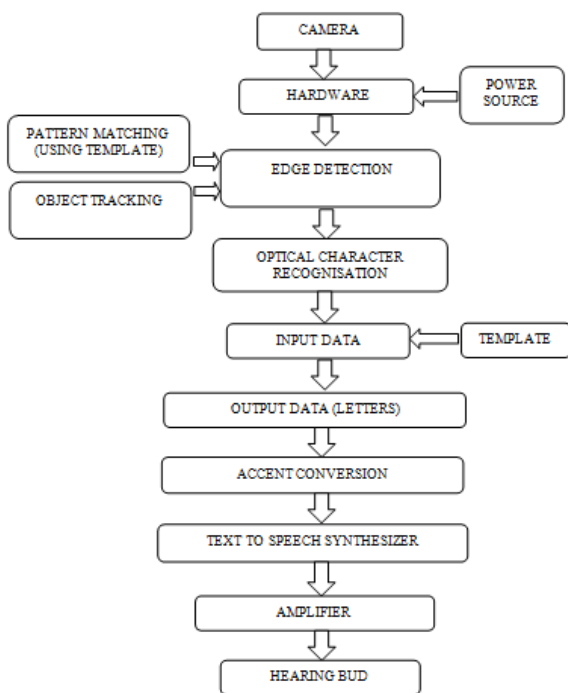 CAMERA
HARDWARE
POWER
SOURCE
PATTERN MATCHING
(USING TEMPLATE)
EDGE DETECTION
OBJECT TRACKING
OPTICAL CHARACTER
RECOGNISATION
INPUT DATA
TEMPLATE
OUTPUT DATA (LETTERS)
ACCENT CONVERSION
TEXT TO SPEECH SYNTHESIZER
AMPLIFIER
HEARING BUD